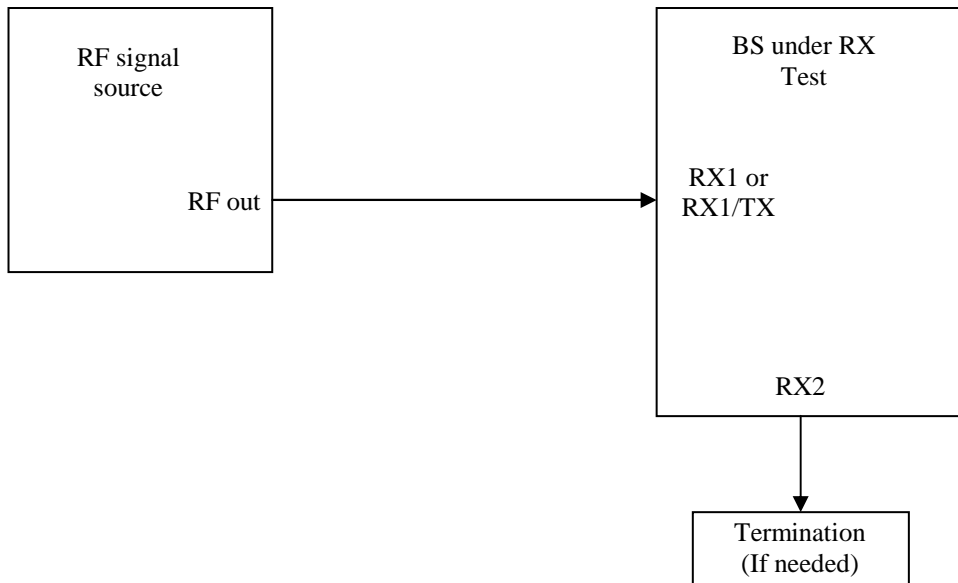 RF signal
source
RF out
BS under RX
Test
RX1 or
RX1/TX
RX2
Termination
(If needed)